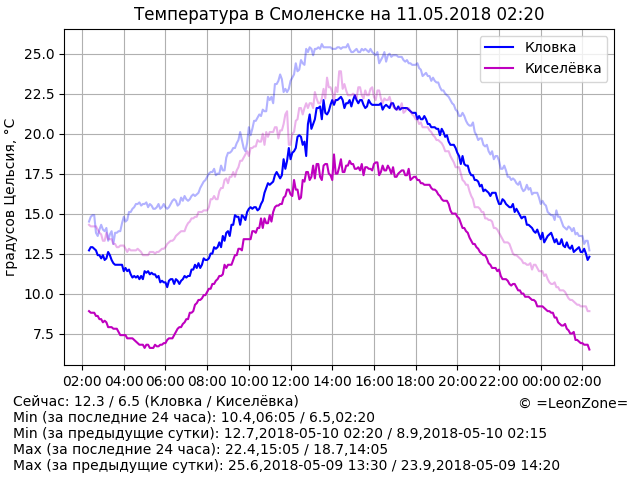 Температура в Смоленске на 11.05.2018 02:20
градусов Цельсия, °C
25.0
22.5
20.0
17.5
15.0
12.5
10.0
7.5
Кловка
Киселёвка
02:00 04:00 06:00 08:00 10:00 12:00 14:00 16:00 18:00 20:00 22:00 00:00 02:00
Сейчас: 12.3 / 6.5 (Кловка / Киселёвка)
© =LeonZone=
Min (за последние 24 часа): 10.4,06:05 / 6.5,02:20
Min (за предыдущие сутки): 12.7,2018-05-10 02:20 / 8.9,2018-05-10 02:15
Max (за последние 24 часа): 22.4,15:05 / 18.7,14:05
Max (за предыдущие сутки): 25.6,2018-05-09 13:30 / 23.9,2018-05-09 14:20